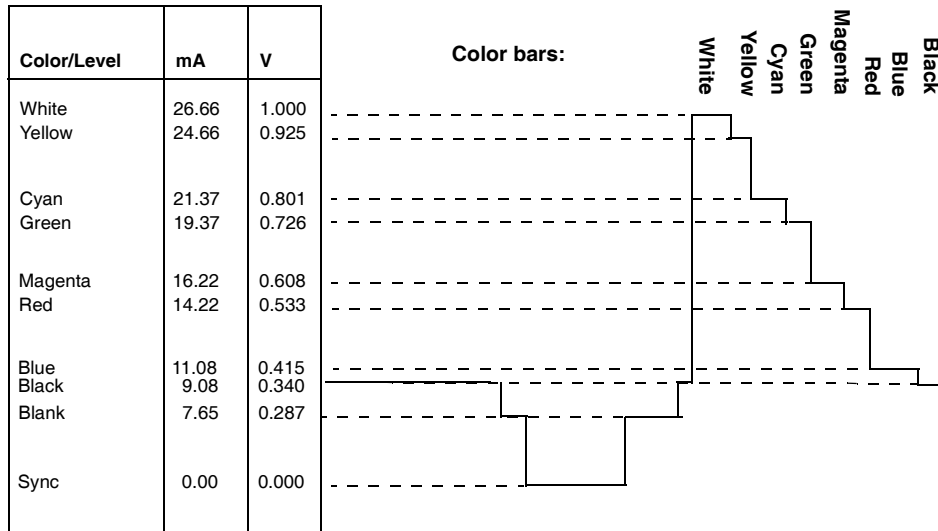 Color/Level mA V
White 26.66 1.000
Yellow 24.66 0.925
Cyan 21.37 0.801
Green 19.37 0.726
Magenta 16.22 0.608
Red 14.22 0.533
Blue 11.08 0.415
Black 9.08 0.340
Blank 7.65 0.287
Sync 0.00 0.000
Color bars:
White
Yellow
Cyan
Green
Magenta
Red
Blue
Black